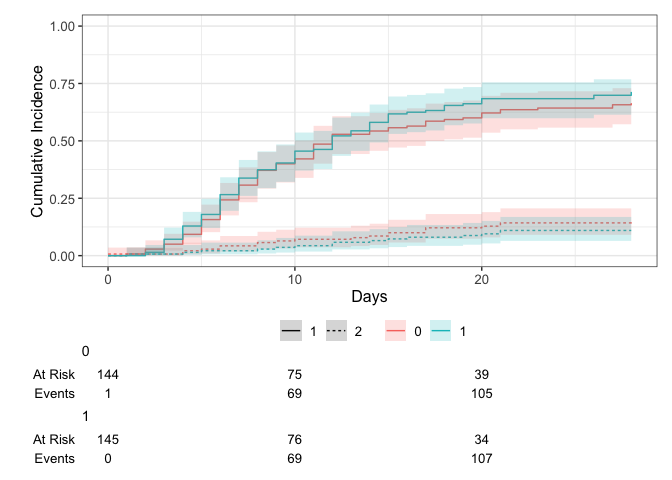 1.00
0.75
0.50
0.25
0.00
Cumulative Incidence
0 10 20
Days
1 2 0 1
0
At Risk 144 75 39
Events 1 69 105
1
At Risk 145 76 34
Events 0 69 107